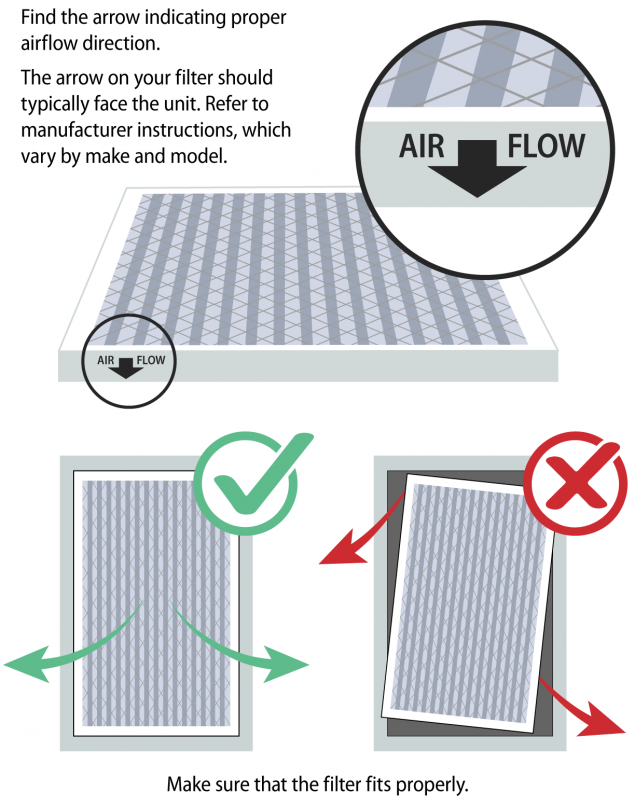 Find the arrow indicating proper
airflow direction.
The arrow on your filter should
typically face the unit. Refer to
manufacturer instructions, which
vary by make and model.
AIR FLOW
AIR FLOW
Make sure that the filter fits properly.